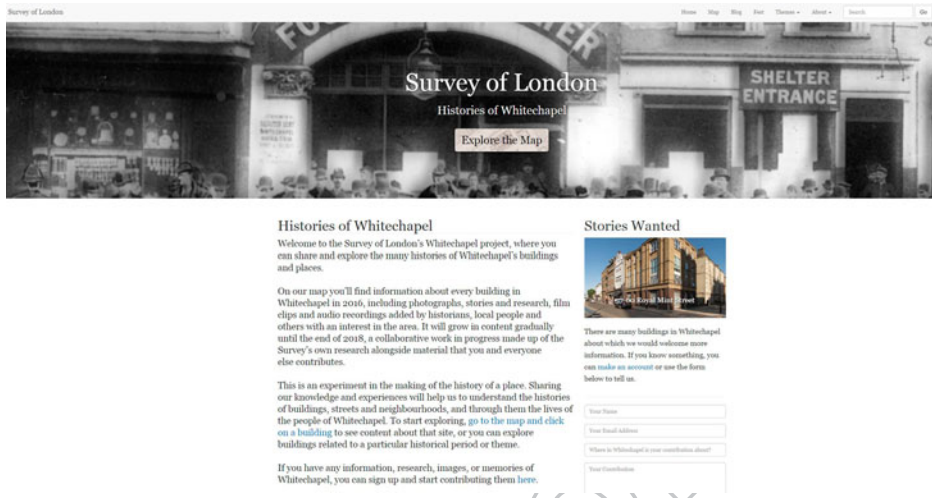 Survey of London
Home Map Blog Post Themes About Search Go
SHELTER
ENTRANCE
Survey of London
Histories of Whitechapel
Explore the Map
Histories of Whitechapel
Welcome to the Survey of London's Whitechapel project, where you
can share and explore the many histories of Whitechapel's buildings
and places.
On our map you'll find information about every building in
Whitechapel in 2016, including photographs, stories and research, film
clips and audio recordings added by historians, local people and
others with an interest in the area. It will grow in content gradually
until the end of 2018, a collaborative work in progress made up of the
Survey's own research alongside material that you and everyone
else contributes.
This is an experiment in the making of the history of a place. Sharing
our knowledge and experiences will help us to understand the histories
of buildings, streets and neighbourhoods, and through them the lives of
the people of Whitechapel. To start exploring, go to the map and click
on a building to see content about that site, or you can explore
buildings related to a particular historical period or theme.
If you have any information, research, images, or memories of
Whitechapel, you can sign up and start contributing them here.
Stories Wanted
Royal Mint Street
There are many buildings in Whitechapel
about which we would welcome more
information. If you know something, you
can make an account or use the form
below to tell us.
Your Name
Your Email Address
Where in Whitechapel is your contribution about?
Your Contribution